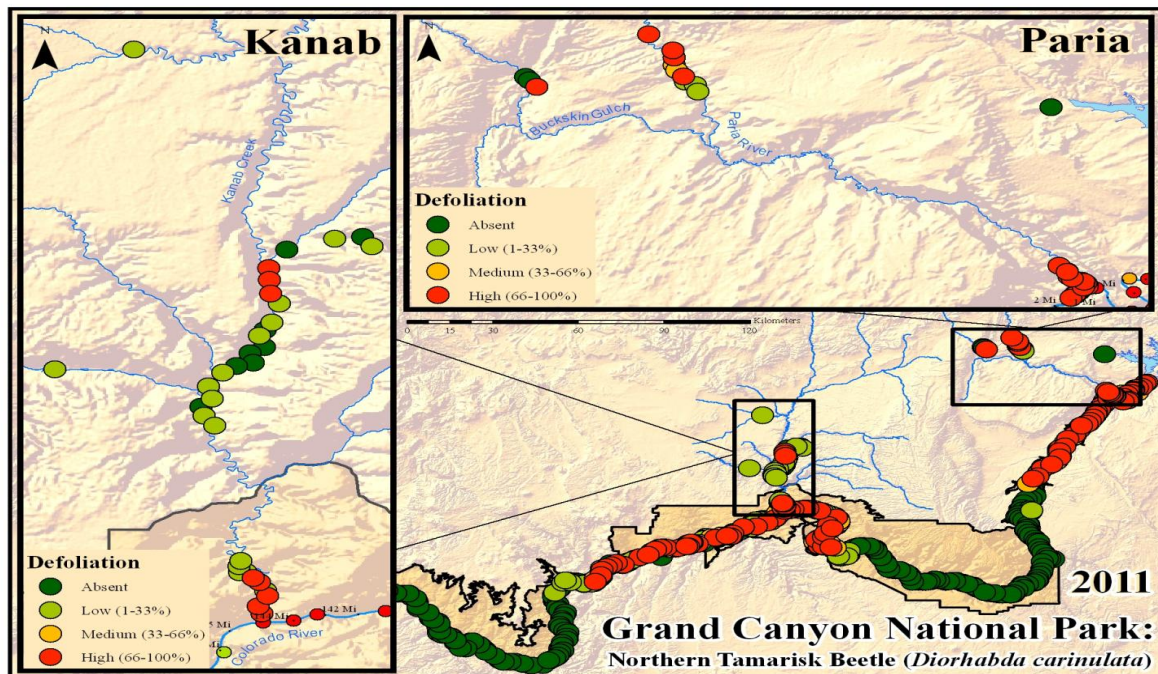 N
Kanab
Kanab Creek
Defoliation
Absent
Low (1-33%)
Medium (33-66%)
High (66-100%)
142 Mi
5 Mi
Colorado River
N
Paria
Buckskin Gulch
Paria River
Defoliation
Absent
Low (1-33%)
Medium (33-66%)
High (66-100%)
2 Mi
Kilometers
0 15 30 60 90 120
2011
Grand Canyon National Park:
Northern Tamarisk Beetle (Diorhabda carinulata)